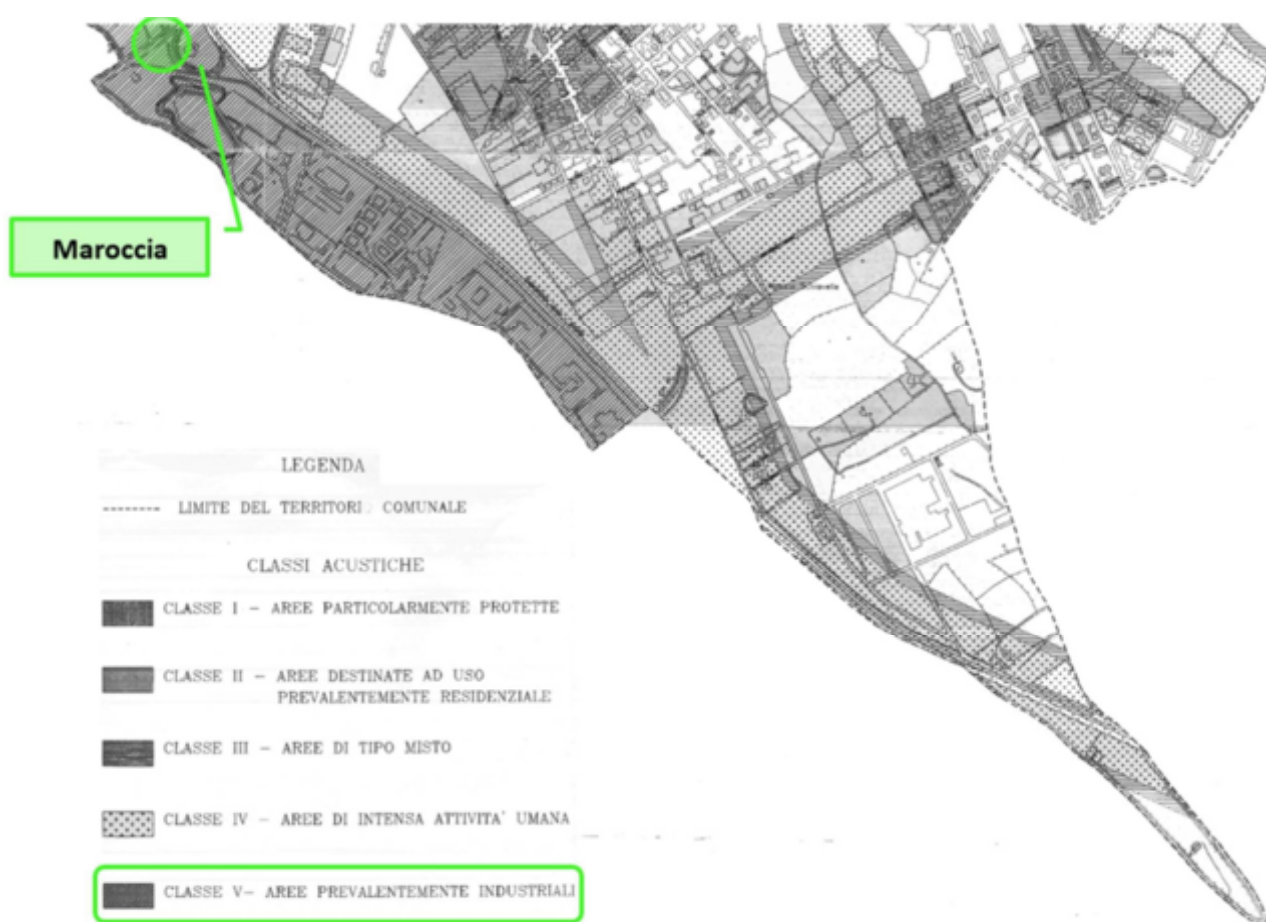 Maroccia
LEGENDA
LIMITE DEL TERRITORI COMUNALE
CLASSI ACUSTICHE
CLASSE I - AREE PARTICOLARMENTE PROTETTE
CLASSE II - AREE DESTINATE AD USO
PREVALENTEMENTE RESIDENZIALE
CLASSE III - AREE DI TIPO MISTO
CLASSE IV - AREE DI INTENSA ATTIVITA' UMANA
CLASSE V- AREE PREVALENTEMENTE INDUSTRIALI